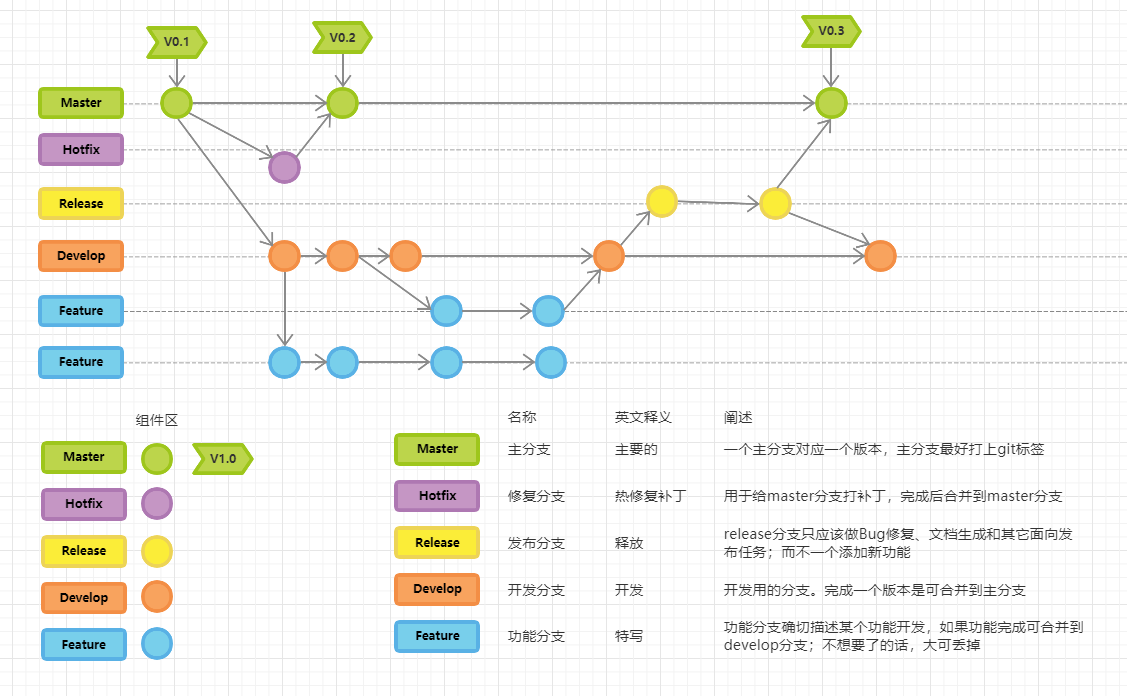 V0.1
V0.2
V0.3
Master
Hotfix
Release
Develop
Feature
Feature
组件区
Master
V1.0
Hotfix
Release
Develop
Feature
名称 英文释义 阐述
Master 主分支 主要的 一个主分支对应一个版本，主分支最好打上git标签
Hotfix 修复分支 热修复补丁 用于给master分支打补丁，完成后合并到master分支
Release 发布分支 释放 release分支只应该做Bug修复、文档生成和其它面向发
布任务；而不一个添加新功能
Develop 开发分支 开发 开发用的分支。完成一个版本是可合并到主分支
Feature 功能分支 特写 功能分支确切描述某个功能开发，如果功能完成可合并到
develop分支；不想要了的话，大可丢掉